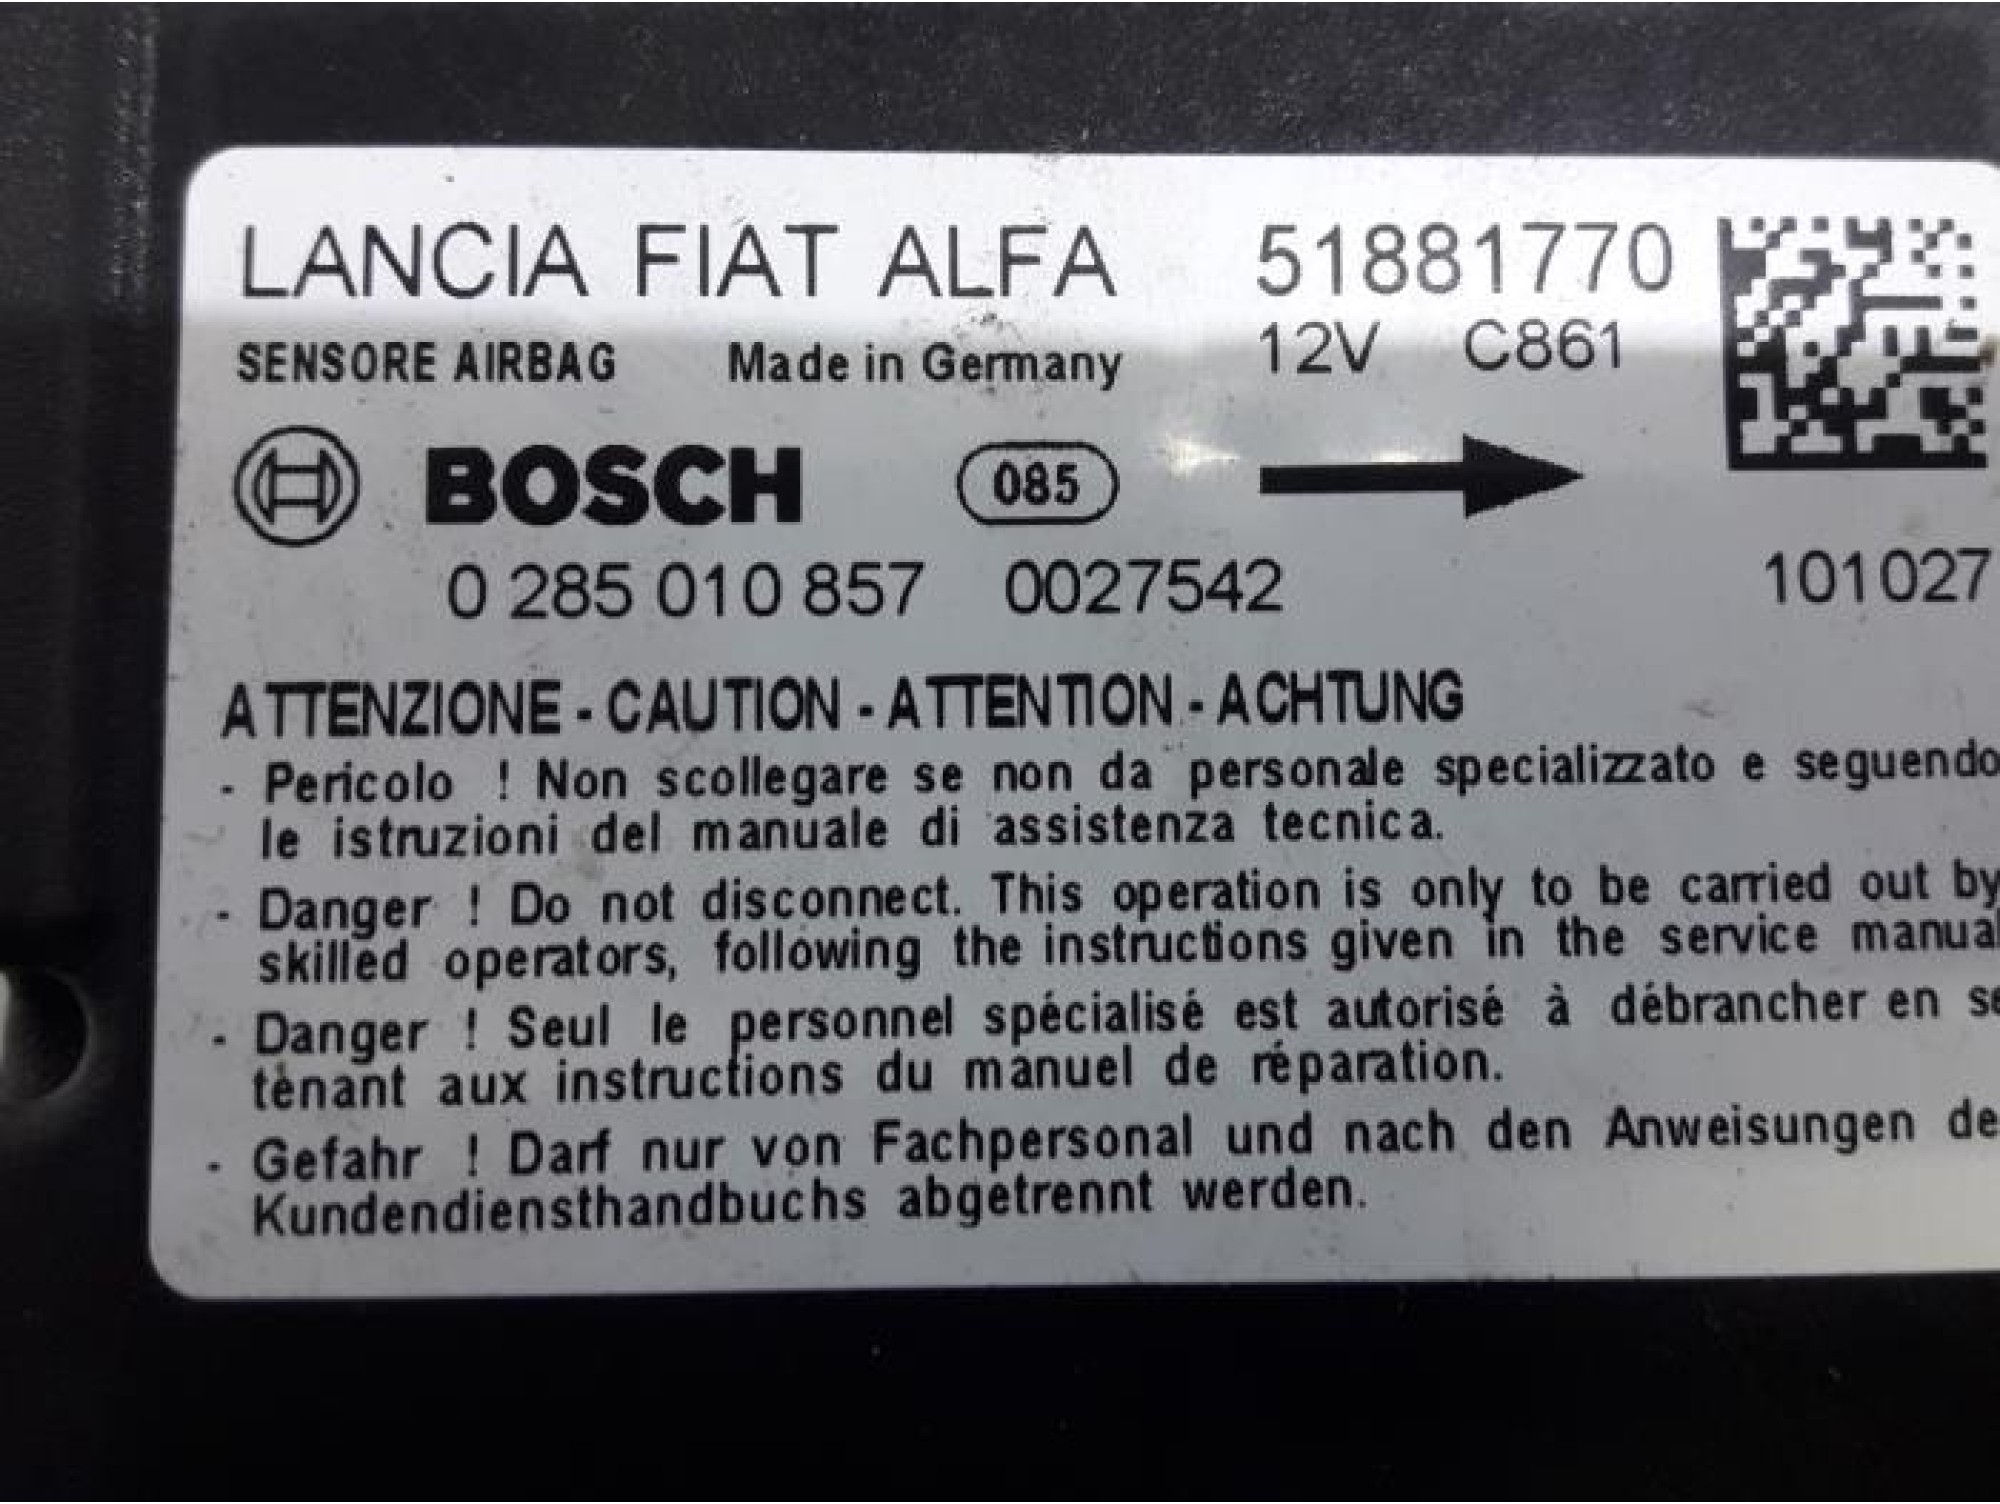 LANCIA FIAT ALFA 51881770
SENSORE AIRBAG Made in Germany 12V C861
BOSCH 085
0 285 010 857 0027542 101027
ATTENZIONE - CAUTION - ATTENTION - ACHTUNG
- Pericolo ! Non scollegare se non da personale specializzato e seguendo
le istruzioni del manuale di assistenza tecnica.
- Danger ! Do not disconnect. This operation is only to be carried out by
skilled operators, following the instructions given in the service manual
- Danger ! Seul le personnel spécialisé est autorisé à débrancher en se
tenant aux instructions du manuel de réparation.
- Gefahr ! Darf nur von Fachpersonal und nach den Anweisungen de
Kundendiensthandbuchs abgetrennt werden.